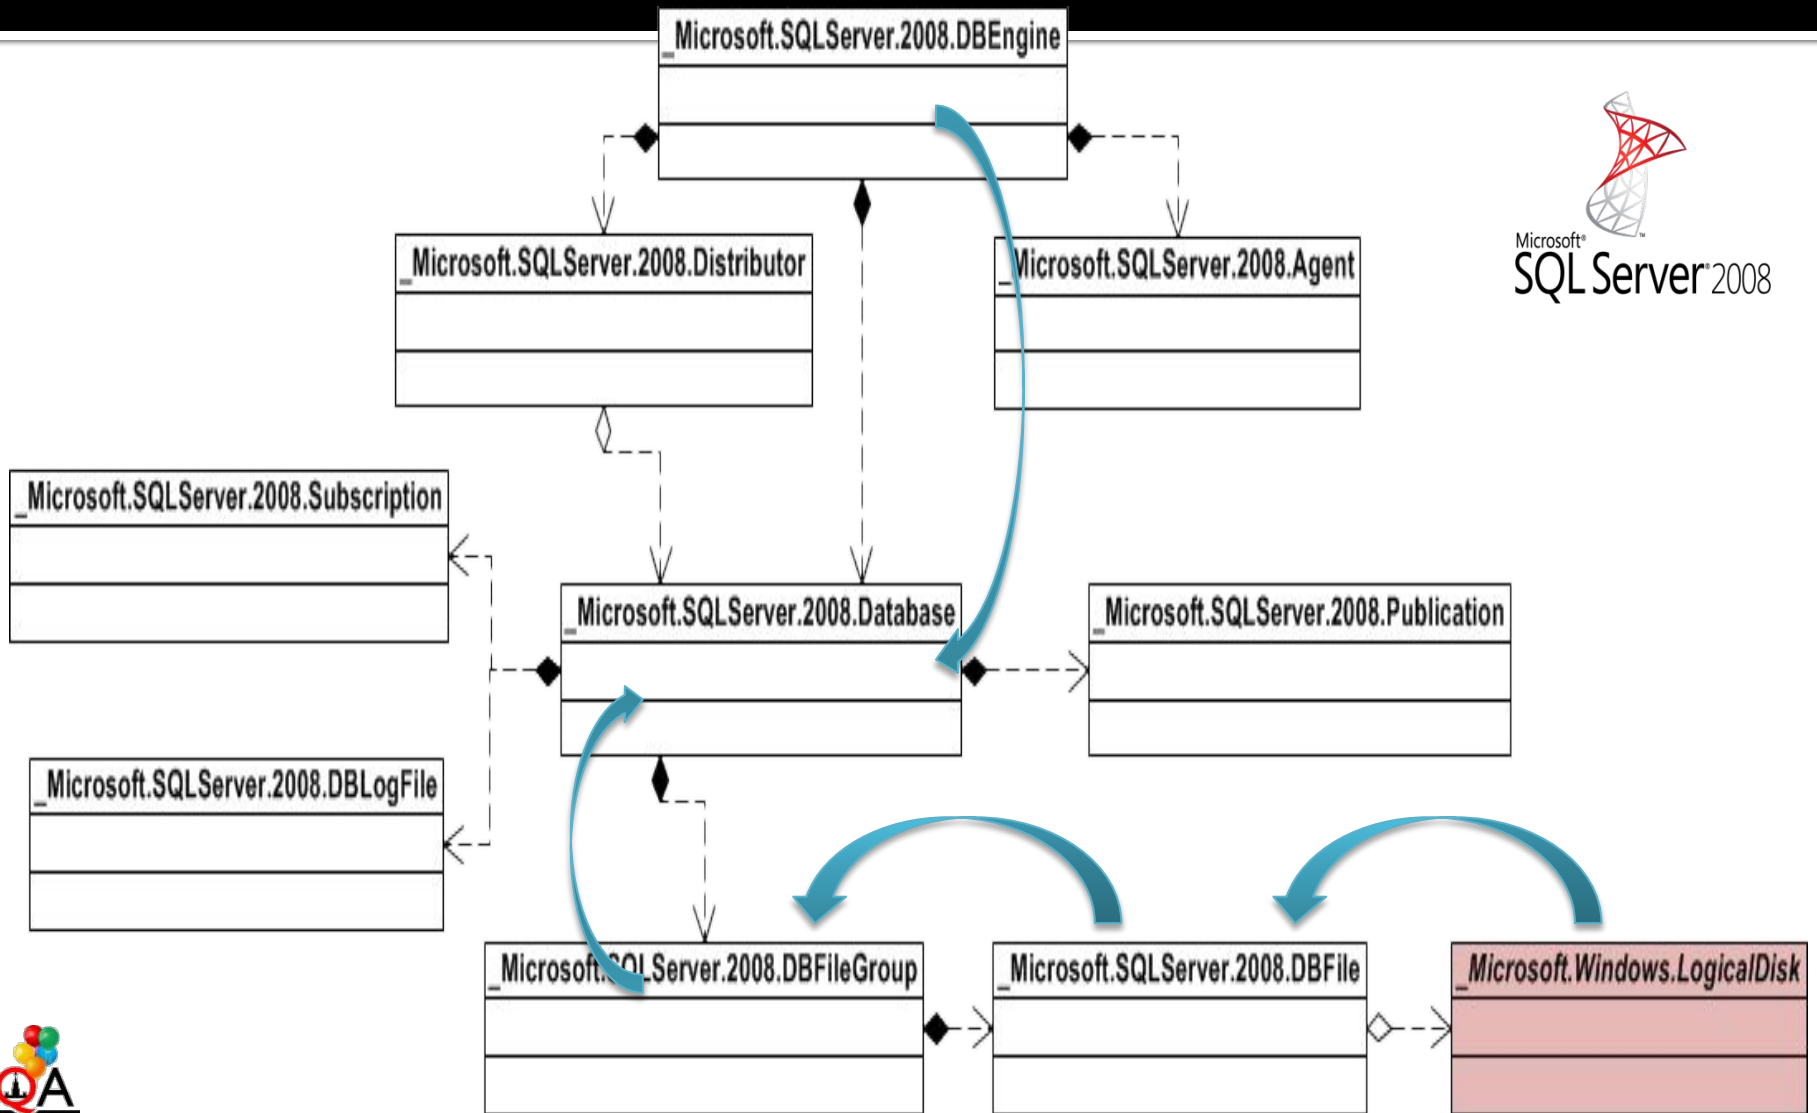 _Microsoft.SQLServer.2008.DBEngine
_Microsoft.SQLServer.2008.Distributor
_Microsoft.SQLServer.2008.Agent
Microsoft®
SQL Server® 2008
™
_Microsoft.SQLServer.2008.Subscription
_Microsoft.SQLServer.2008.Database
_Microsoft.SQLServer.2008.Publication
_Microsoft.SQLServer.2008.DBLogFile
_Microsoft.SQLServer.2008.DBFileGroup
_Microsoft.SQLServer.2008.DBFile
_Microsoft.Windows.LogicalDisk
QA